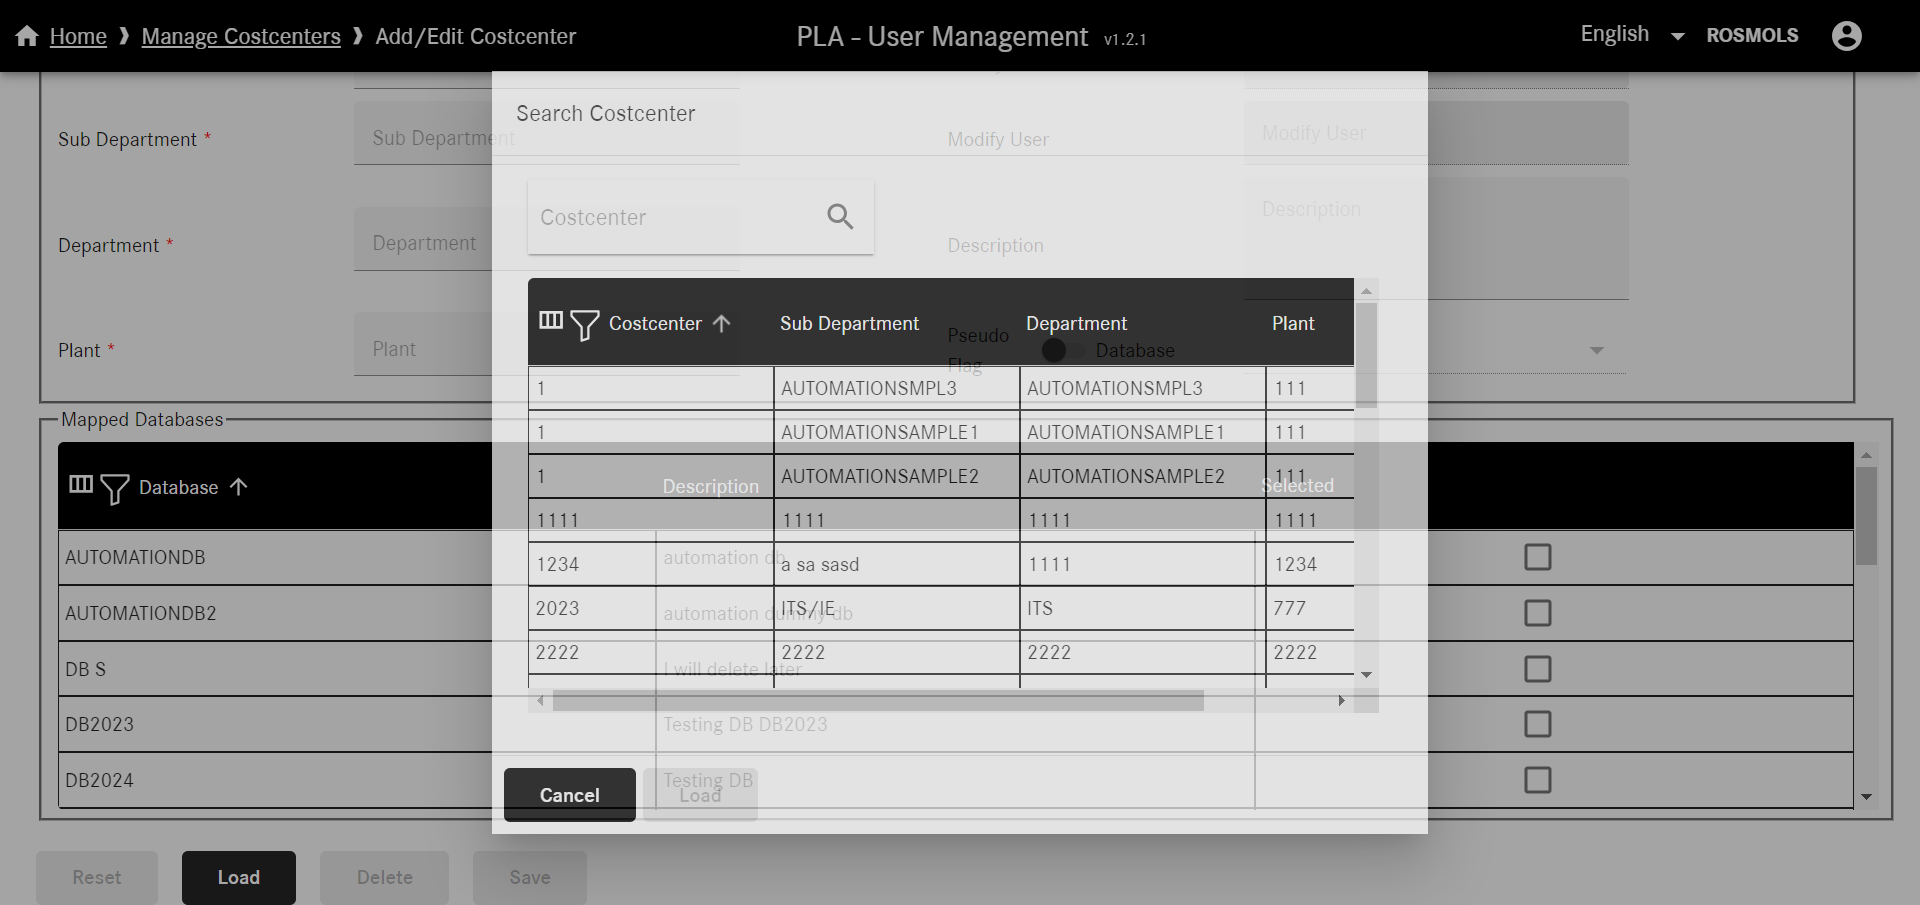 Home ❱ Manage Costcenters ❱ Add/Edit Costcenter
PLA - User Management v1.2.1
English
ROSMOLS
Search Costcenter
Sub Department *
Sub Department
Modify User
Modify User
Costcenter
Department *
Department
Description
Description
Plant *
Plant
Pseudo Flag
Database
Costcenter Sub Department Department Plant
1 AUTOMATIONSMPL3 AUTOMATIONSMPL3 111
1 AUTOMATIONSAMPLE1 AUTOMATIONSAMPLE1 111
1 AUTOMATIONSAMPLE2 AUTOMATIONSAMPLE2 111
1111 1111 1111 1111
1234 a sa sasd 1111 1234
2023 ITS/IE ITS 777
2222 2222 2222 2222
Cancel
Load
Mapped Databases
Database Description Selected
AUTOMATIONDB automation db
AUTOMATIONDB2 automation dummy db
DB S I will delete later
DB2023 Testing DB DB2023
DB2024 Testing DB
Reset
Load
Delete
Save